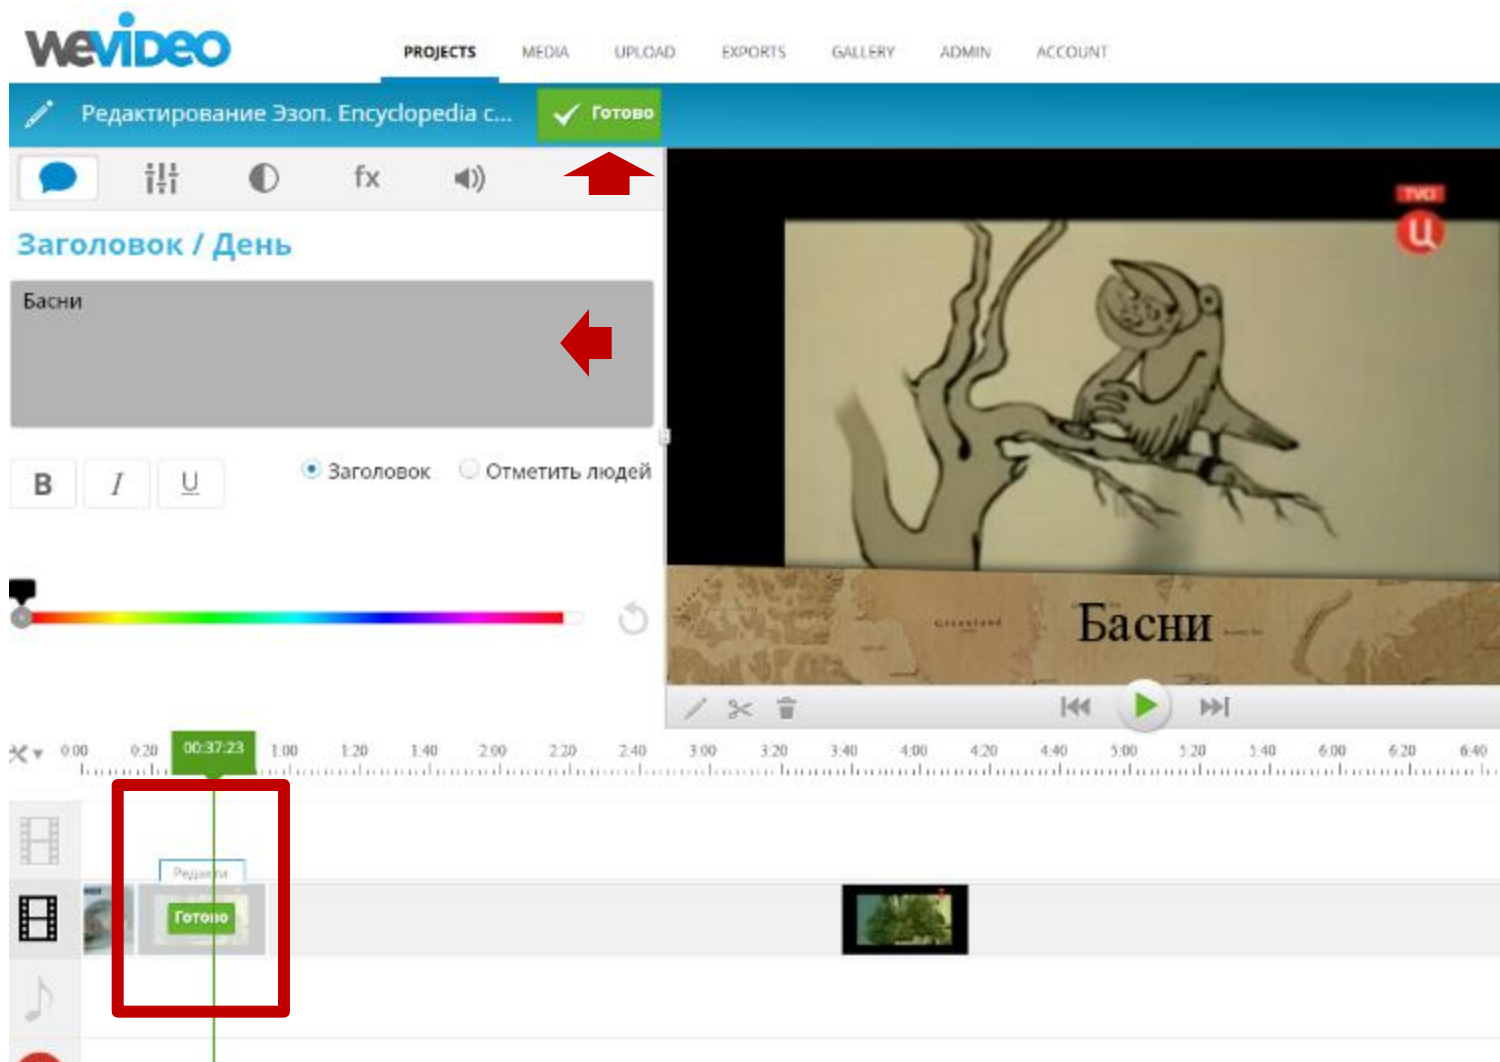 WeVideo
PROJECTS MEDIA UPLOAD EXPORTS GALLERY ADMIN ACCOUNT
Редактирование Эзоп. Encyclopedia c... Готово
fx
TVCI
Ц
Заголовок / День
Басни
B I U Заголовок Отметить людей
Greenland
Басни
0:00 0:20 00:37:23 1:00 1:20 1:40 2:00 2:20 2:40 3:00 3:20 3:40 4:00 4:20 4:40 5:00 5:20 5:40 6:00 6:20 6:40
Редакти
Готово